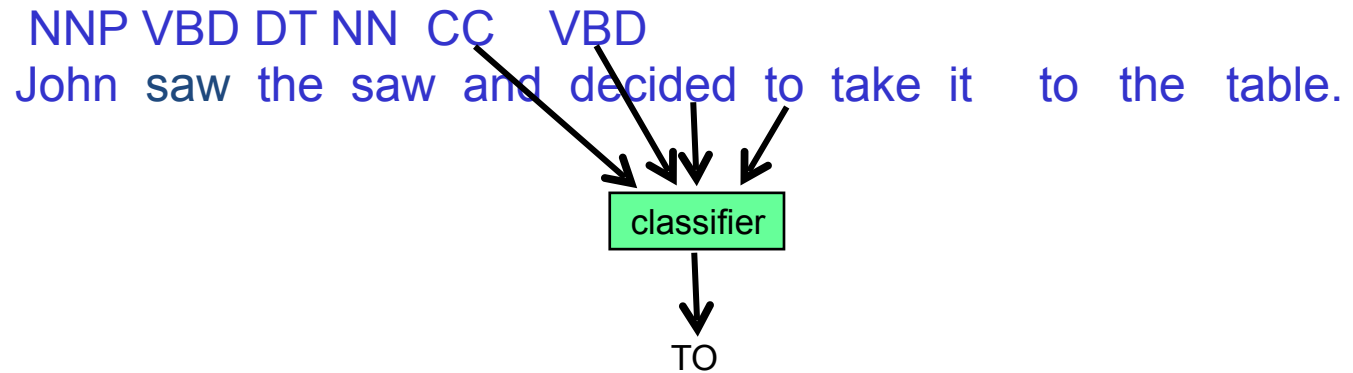 NNP VBD DT NN CC VBD
John saw the saw and decided to take it to the table.
classifier
TO